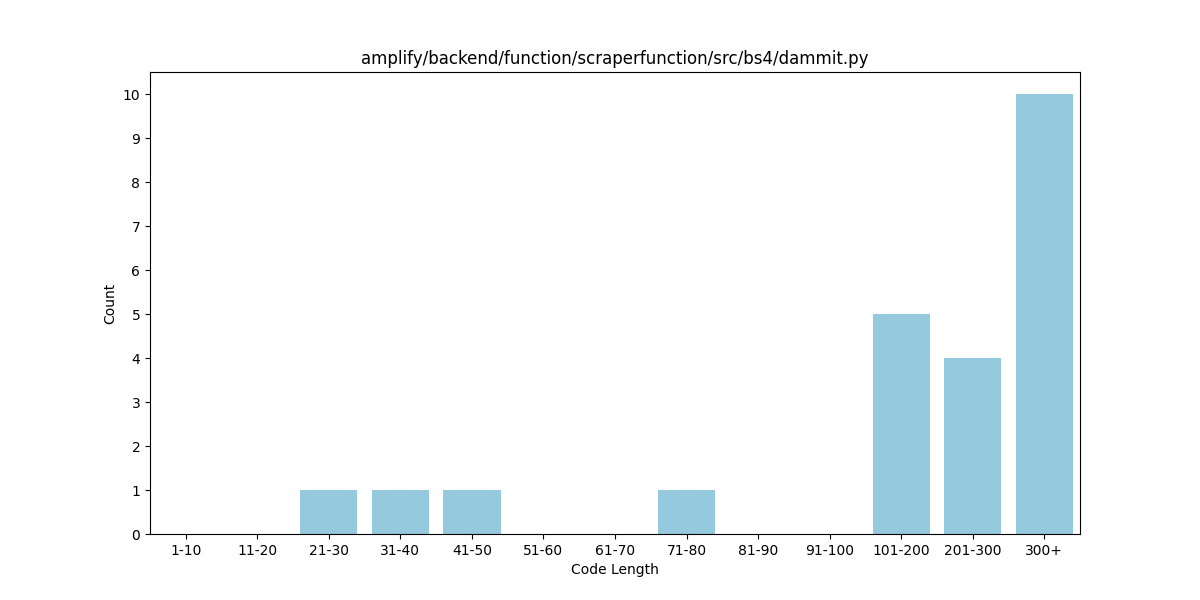 amplify/backend/function/scraperfunction/src/bs4/dammit.py
10
9
8
7
6
5
4
3
2
1
0
Count
1-10 11-20 21-30 31-40 41-50 51-60 61-70 71-80 81-90 91-100 101-200 201-300 300+
Code Length